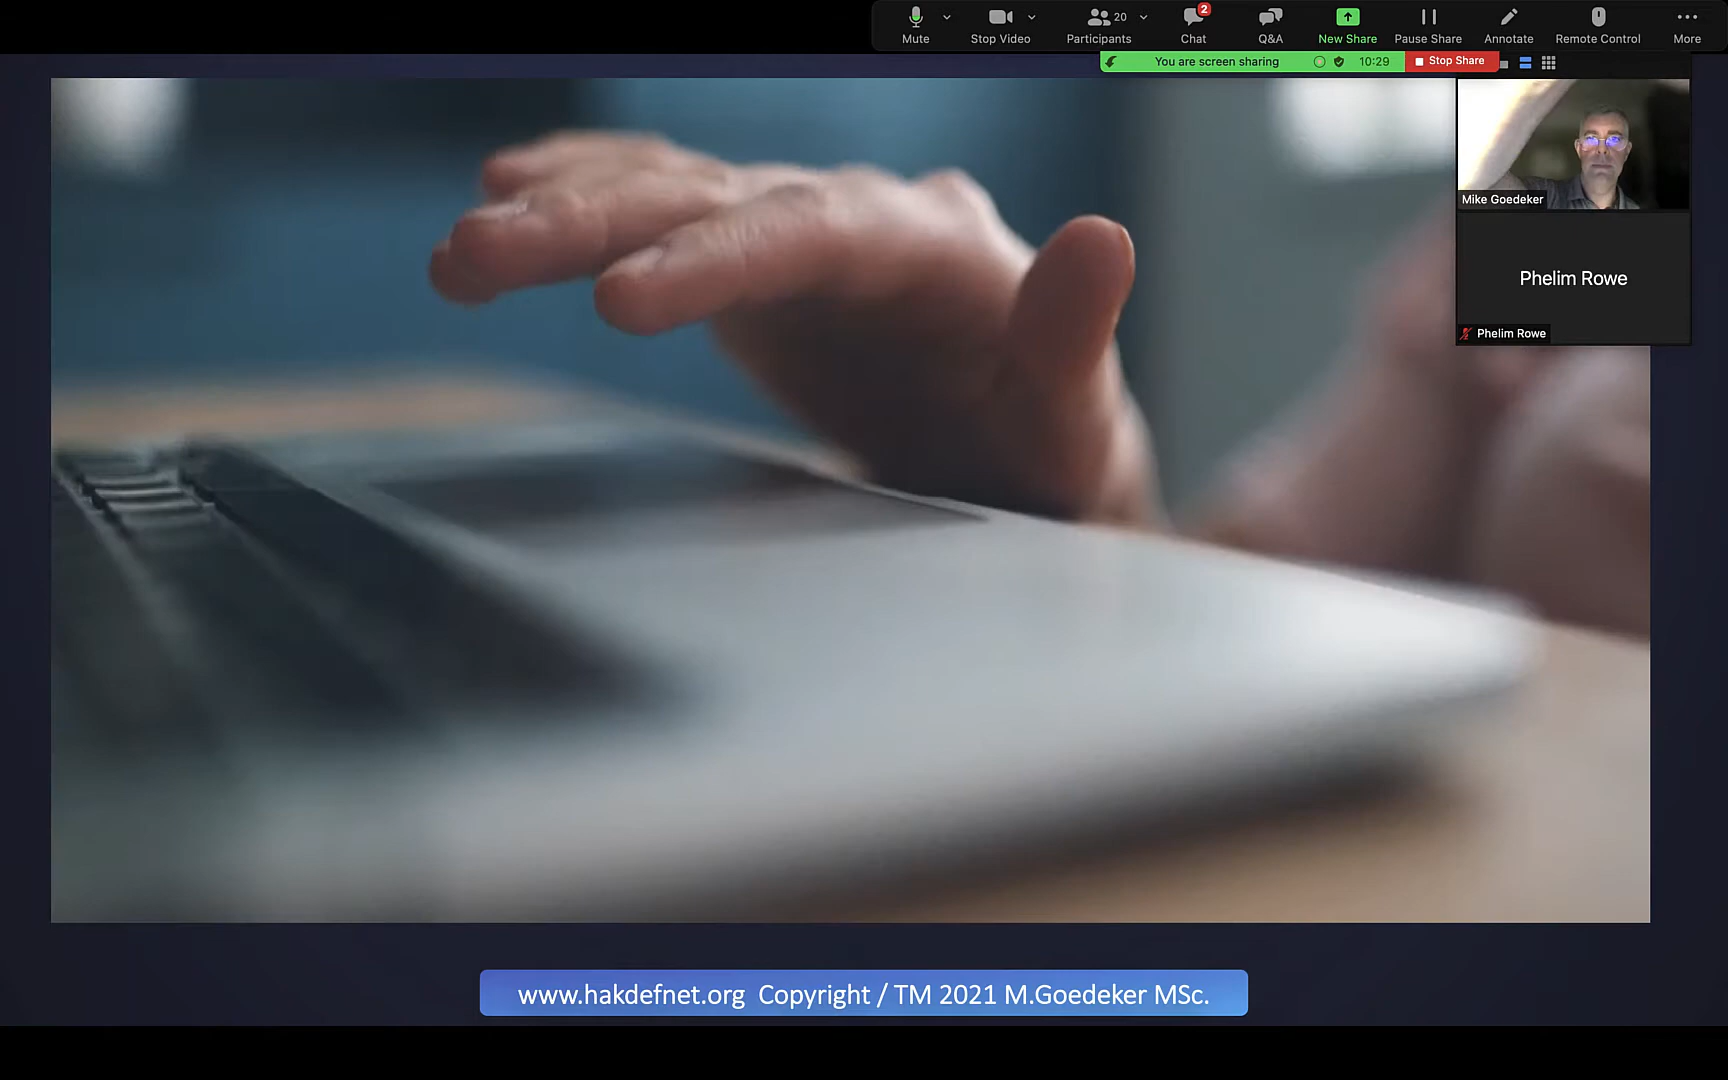 Mute
Stop Video
20
Participants
2
Chat
Q&A
New Share
Pause Share
Annotate
Remote Control
More
You are screen sharing
10:29
Stop Share
Mike Goedeker
Phelim Rowe
Phelim Rowe
www.hakdefnet.org Copyright / TM 2021 M.Goedeker MSc.